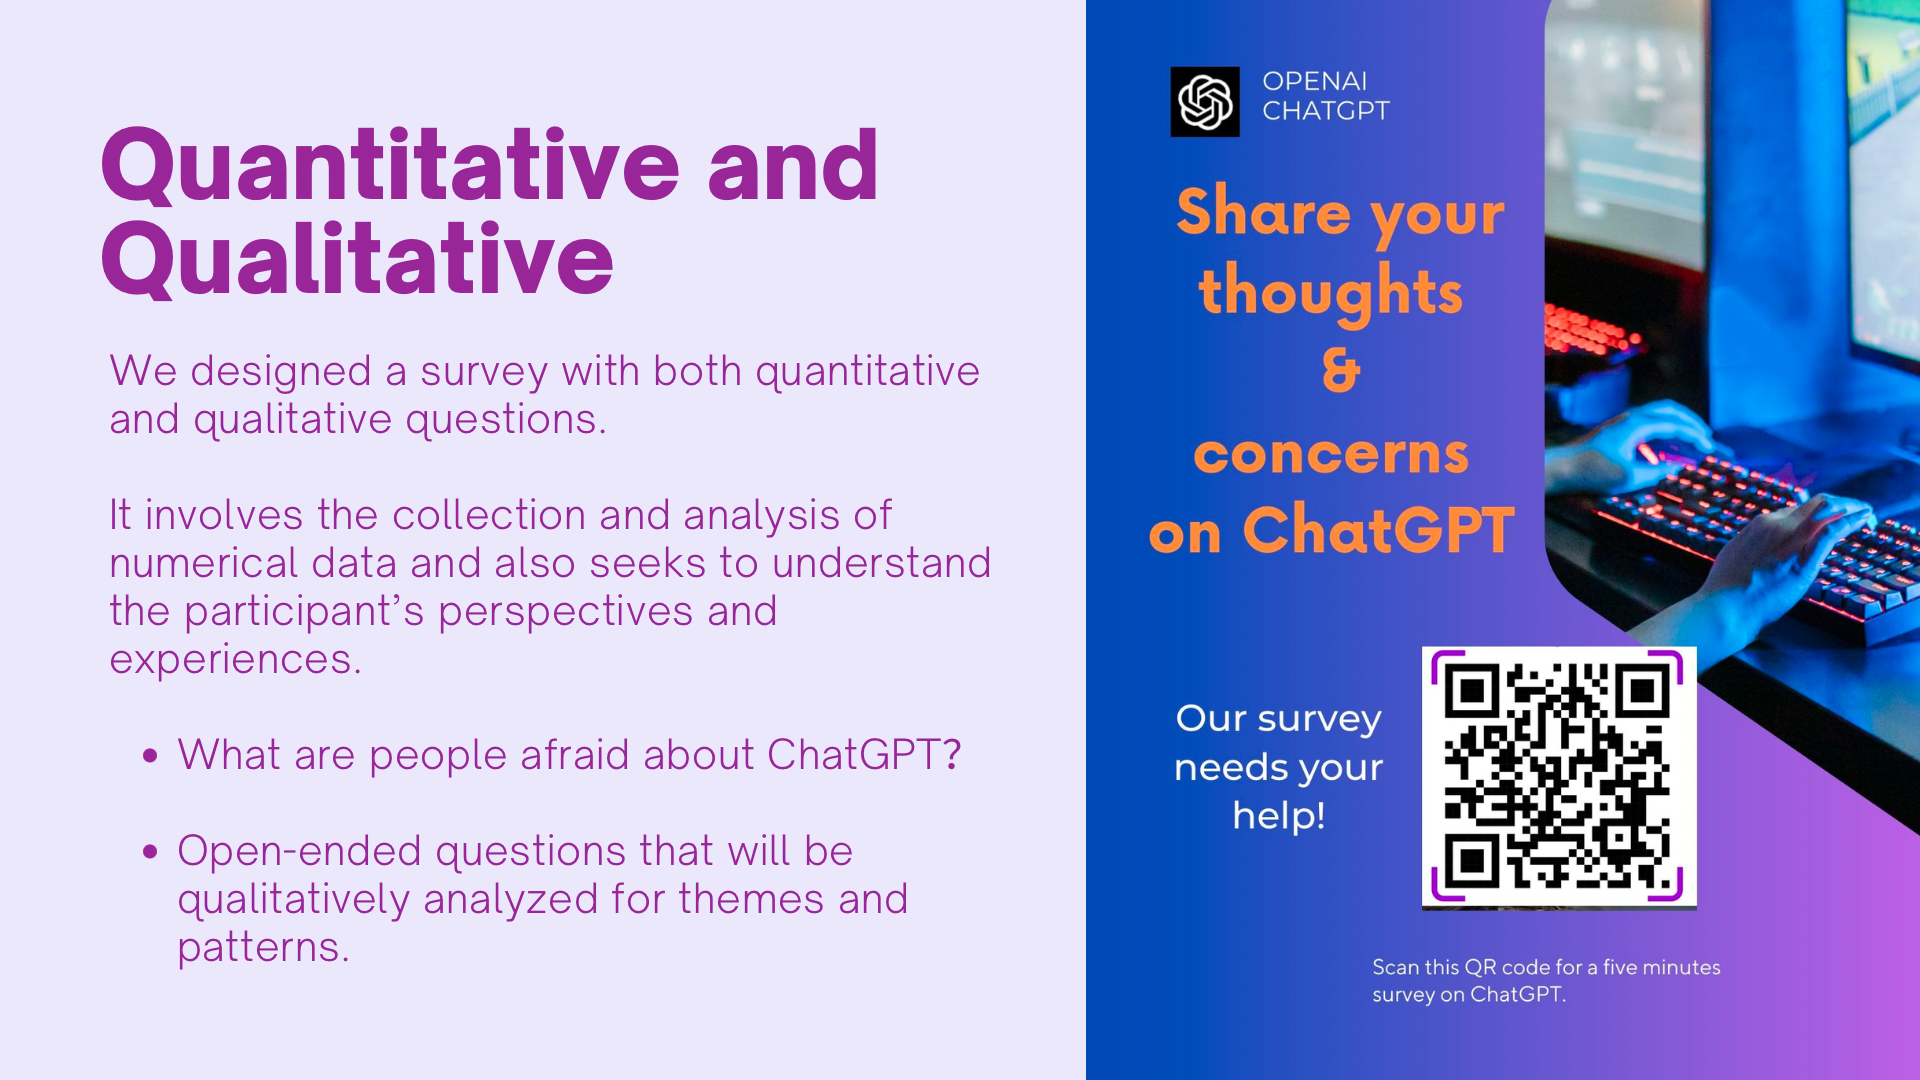 Quantitative and
Qualitative
We designed a survey with both quantitative
and qualitative questions.
It involves the collection and analysis of
numerical data and also seeks to understand
the participant’s perspectives and
experiences.
• What are people afraid about ChatGPT?
• Open-ended questions that will be
qualitatively analyzed for themes and
patterns.
OPENAI
CHATGPT
Share your
thoughts
&
concerns
on ChatGPT
Our survey
needs your
help!
Scan this QR code for a five minutes
survey on ChatGPT.